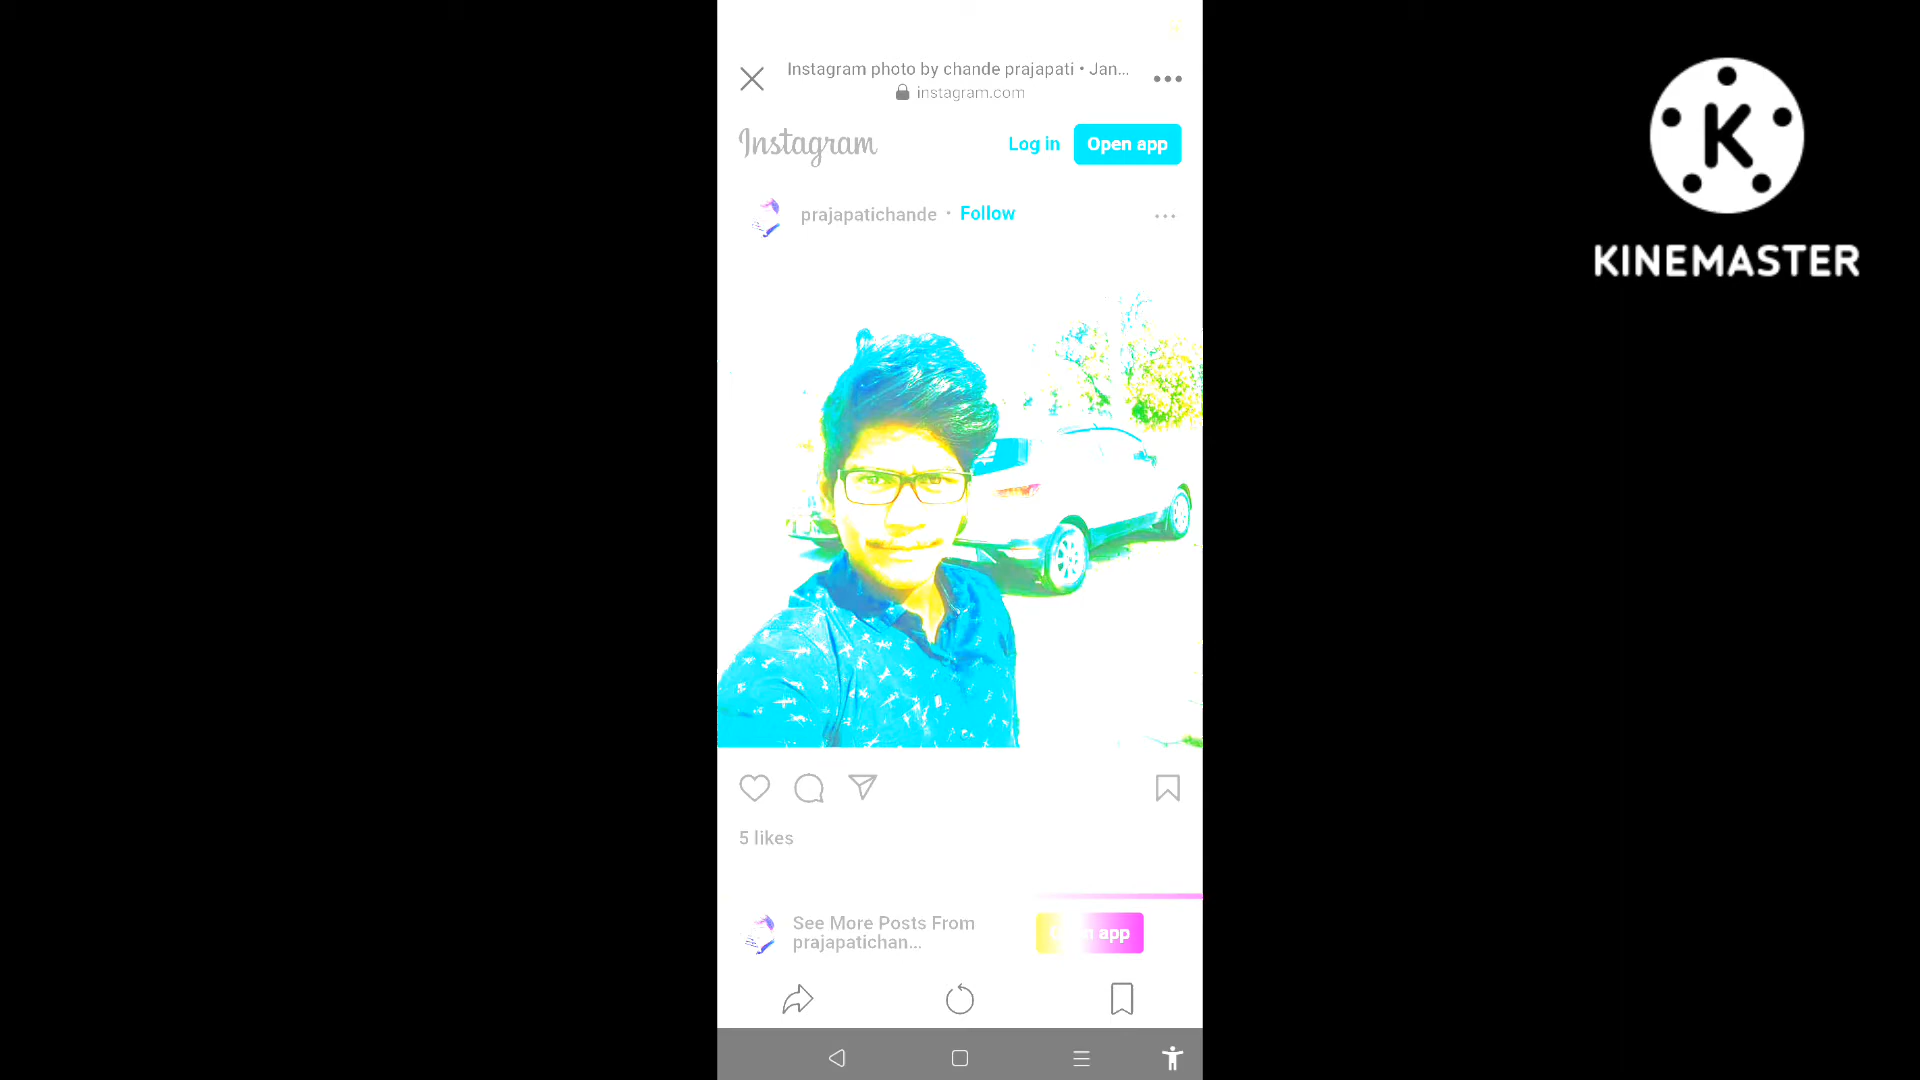 Instagram photo by chande prajapati • Jan...
instagram.com
Instagram
Log in
Open app
prajapatichande • Follow
5 likes
See More Posts From
prajapatichan...
app
K
KINEMASTER